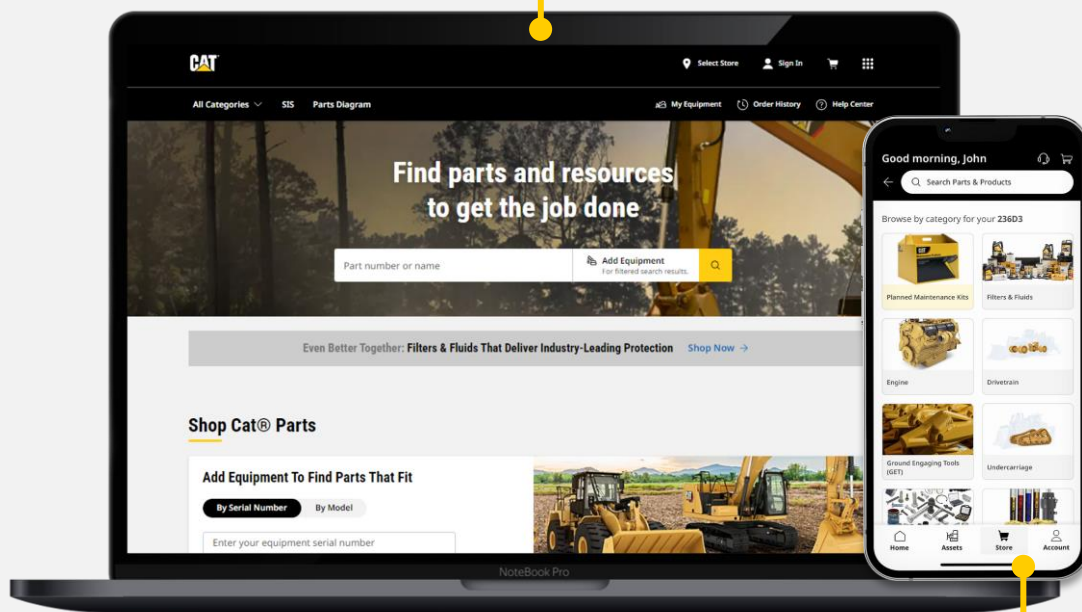 CAT
Select Store
Sign In
All Categories
SIS
Parts Diagram
My Equipment
Order History
Help Center
Find parts and resources
to get the job done
Part number or name
Add Equipment
For filtered search results.
Even Better Together: Filters & Fluids That Deliver Industry-Leading Protection Shop Now →
Shop Cat® Parts
Add Equipment To Find Parts That Fit
By Serial Number
By Model
Enter your equipment serial number
NoteBook Pro
Good morning, John
Search Parts & Products
Browse by category for your 236D3
Planned Maintenance Kits
Filters & Fluids
Engine
Drivetrain
Ground Engaging Tools
(GET)
Undercarriage
Home
Assets
Store
Account